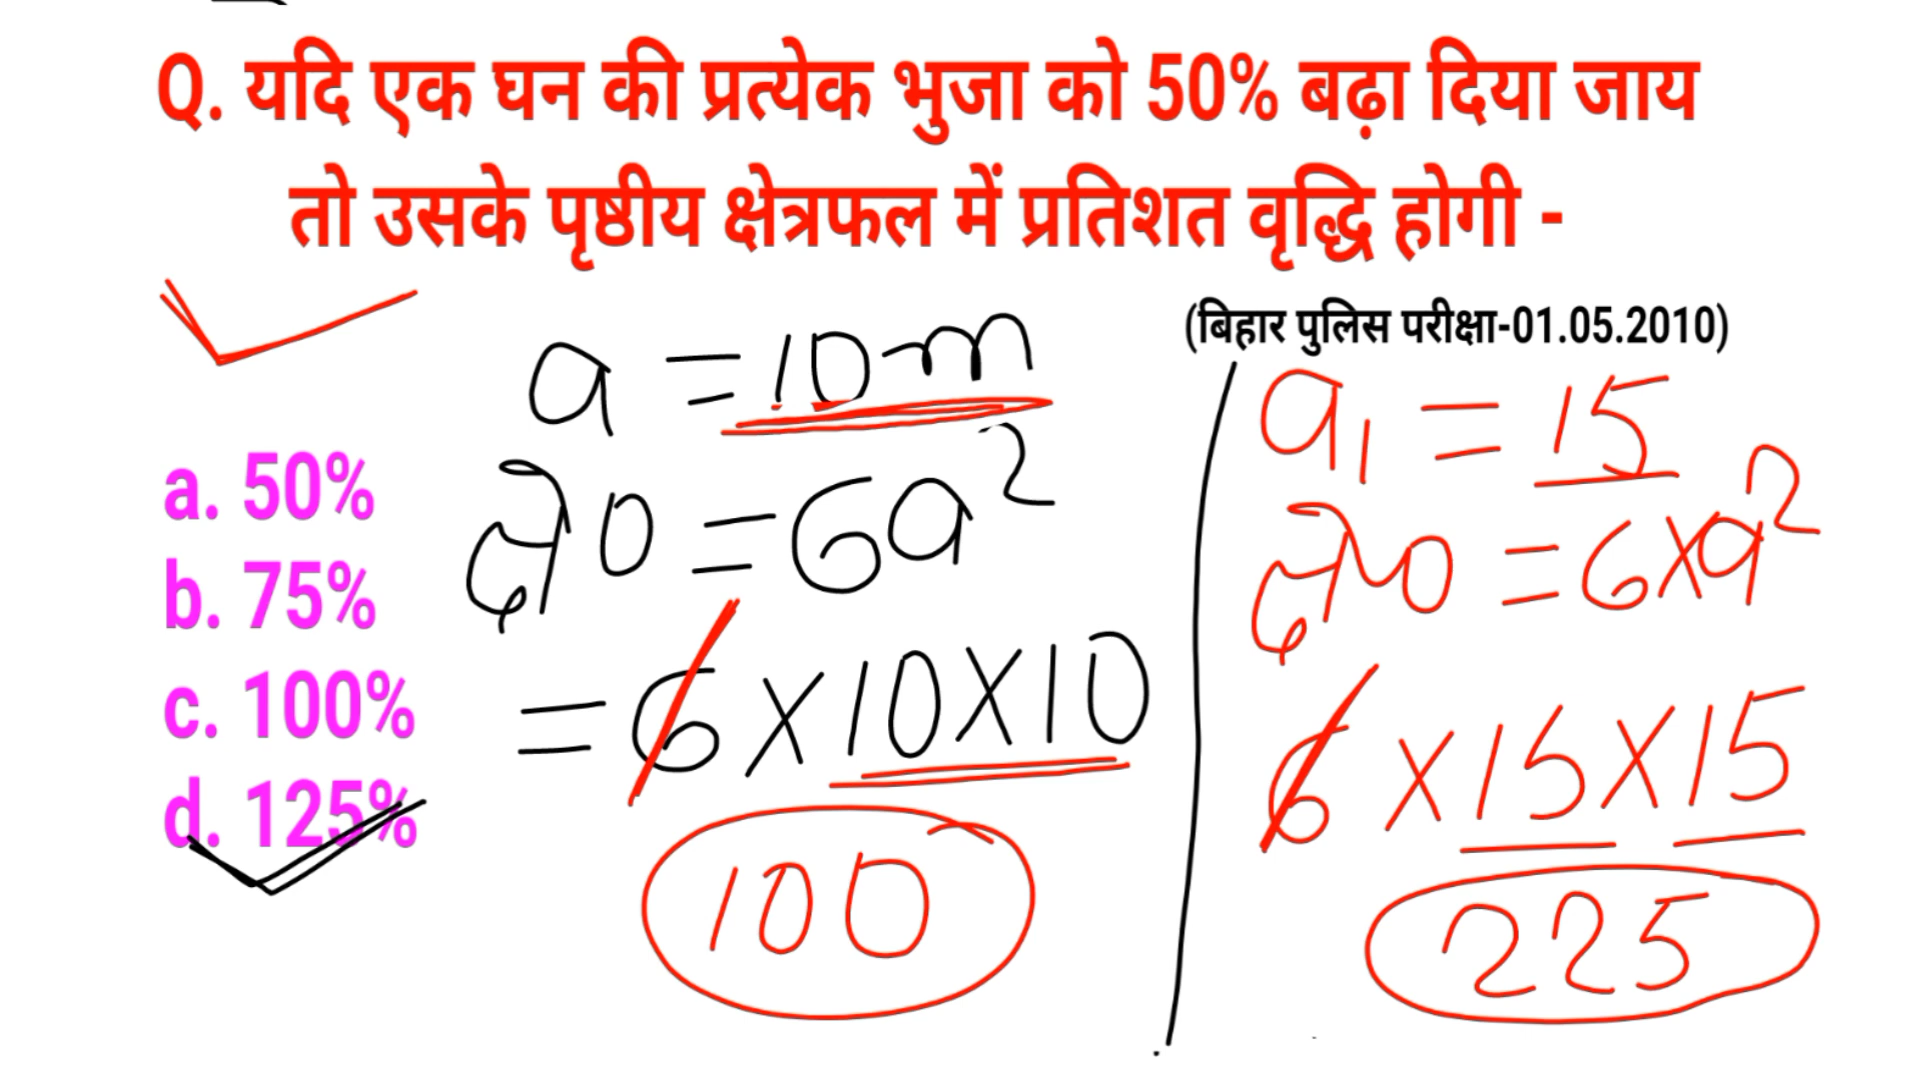 Q. यदि एक घन की प्रत्येक भुजा को 50% बढ़ा दिया जाय
तो उसके पृष्ठीय क्षेत्रफल में प्रतिशत वृद्धि होगी -
(बिहार पुलिस परीक्षा-01.05.2010)
a. 50%
b. 75%
c. 100%
d. 125%
a = 10m
क्षे0 = 6a²
= 6×10×10
100
a₁ = 15
क्षे0 = 6×a²
6×15×15
225